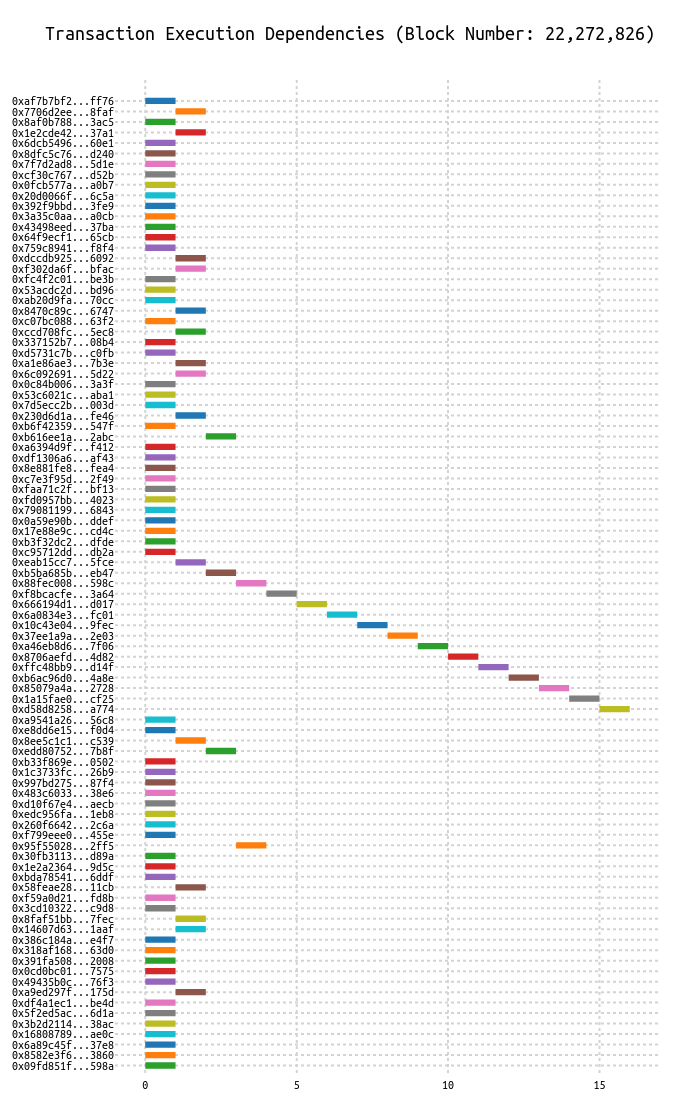 Transaction Execution Dependencies (Block Number: 22,272,826)
0xaf7b7bf2...ff76
0x7706d2ee...8faf
0x8af0b788...3ac5
0x1e2cde42...37a1
0x6dcb5496...60e1
0x8dfc5c76...d240
0x7f7d2ad8...5d1e
0xcf30c767...d52b
0x0fcb577a...a0b7
0x20d0066f...6c5a
0x392f9bbd...3fe9
0x3a35c0aa...a0cb
0x43498eed...37ba
0x64f9ecf1...65cb
0x759c8941...f8f4
0xdccdb925...6092
0xf302da6f...bfac
0xfc4f2c01...be3b
0x53acdc2d...bd96
0xab20d9fa...70cc
0x8470c89c...6747
0xc07bc088...63f2
0xccd708fc...5ec8
0x337152b7...08b4
0xd5731c7b...c0fb
0xa1e86ae3...7b3e
0x6c092691...5d22
0x0c84b006...3a3f
0x53c6021c...aba1
0x7d5ecc2b...003d
0x230d6d1a...fe46
0xb6f42359...547f
0xb616ee1a...2abc
0xa6394d9f...f412
0xdf1306a6...af43
0x8e881fe8...fea4
0xc7e3f95d...2f49
0xfaa71c2f...bf13
0xfd0957bb...4023
0x79081199...6843
0x0a59e90b...ddef
0x17e88e9c...cd4c
0xb3f32dc2...dfde
0xc95712dd...db2a
0xeab15cc7...5fce
0xb5ba685b...eb47
0x88fec008...598c
0xf8bcacfe...3a64
0x666194d1...d017
0x6a0834e3...fc01
0x10c43e04...9fec
0x37ee1a9a...2e03
0xa46eb8d6...7f06
0x8706aefd...4d82
0xffc48bb9...d14f
0xb6ac96d0...4a8e
0x85079a4a...2728
0x1a15fae0...cf25
0xd58d8258...a774
0xa9541a26...56c8
0xe8dd6e15...f0d4
0x8ee5c1c1...c539
0xedd80752...7b8f
0xb33f869e...0502
0x1c3733fc...26b9
0x997bd275...87f4
0x483c6033...38e6
0xd10f67e4...aecb
0xedc956fa...1eb8
0x260f6642...2c6a
0xf799eee0...455e
0x95f55028...2ff5
0x30fb3113...d89a
0x1e2a2364...9d5c
0xbda78541...6ddf
0x58feae28...11cb
0xf59a0d21...fd8b
0x3cd10322...c9d8
0x8faf51bb...7fec
0x14607d63...1aaf
0x386c184a...e4f7
0x318af168...63d0
0x391fa508...2008
0x0cd0bc01...7575
0x49435b0c...76f3
0xa9ed297f...175d
0xdf4a1ec1...be4d
0x5f2ed5ac...6d1a
0x3b2d2114...38ac
0x16808789...ae0c
0x6a89c45f...37e8
0x8582e3f6...3860
0x09fd851f...598a
0 5 10 15